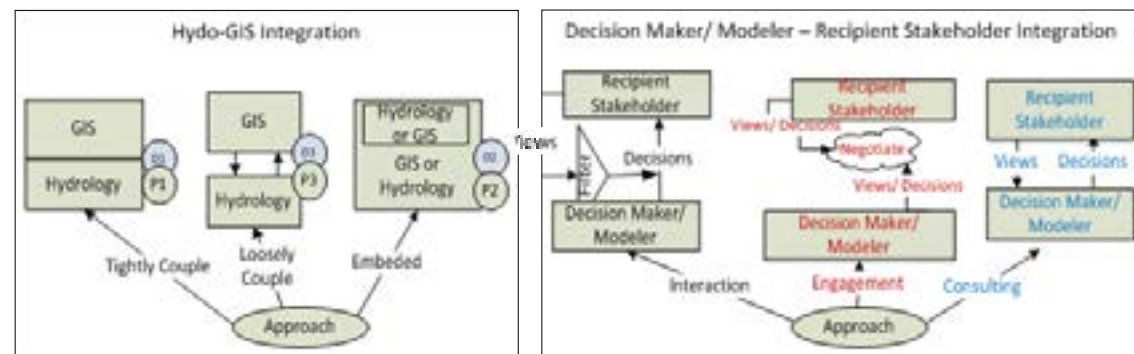 Hydo-GIS Integration
GIS
Hydrology
P1
GIS
Hydrology
P3
Hydrology
or GIS
GIS or
Hydrology
P2
Tightly Couple
Loosely
Couple
Embeded
Approach
Decision Maker/ Modeler – Recipient Stakeholder Integration
Recipient
Stakeholder
Views
Filter
Decisions
Decision Maker/
Modeler
Recipient
Stakeholder
Views/ Decisions
Negotiate
Views/ Decisions
Decision Maker/
Modeler
Recipient
Stakeholder
Views Decisions
Decision Maker/
Modeler
Interaction
Engagement
Consulting
Approach